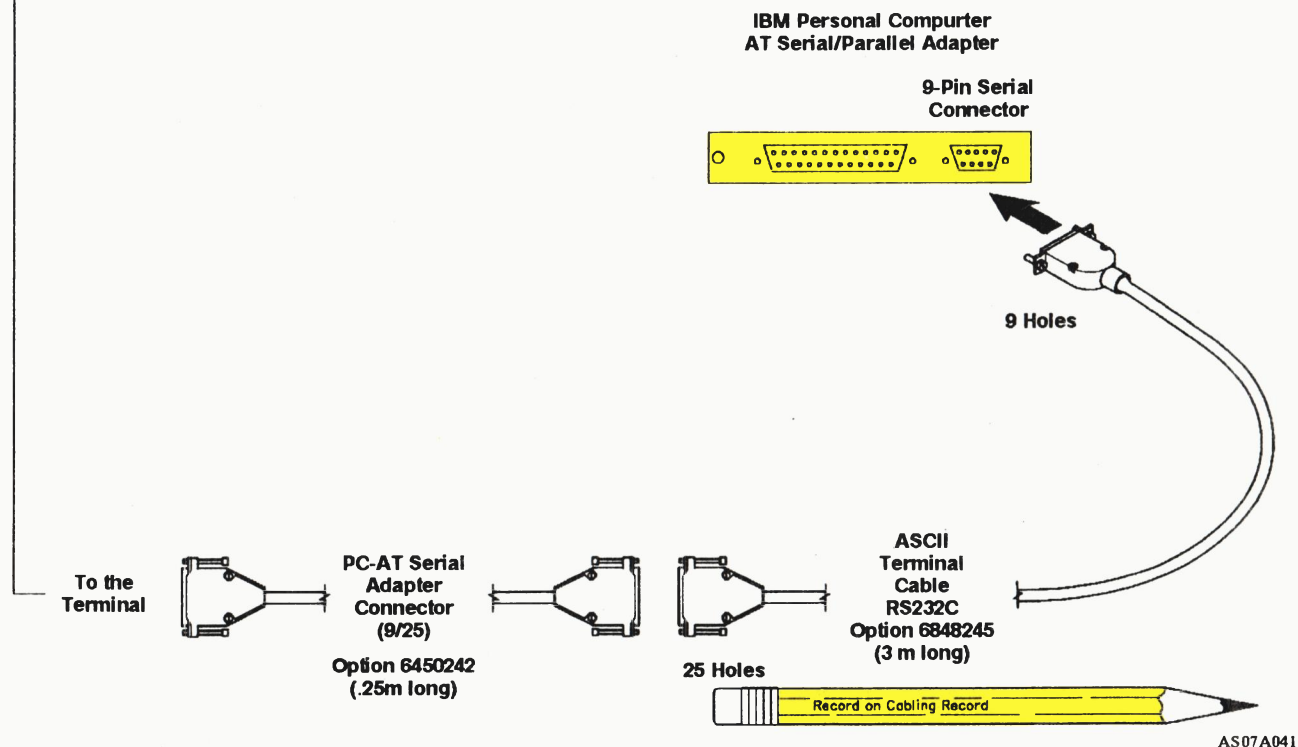 IBM Personal Compurter
AT Serial/Parallel Adapter
9-Pin Serial
Connector
9 Holes
To the
Terminal
PC-AT Serial
Adapter
Connector
(9/25)
Option 6450242
(.25m long)
ASCII
Terminal
Cable
RS232C
Option 6848245
(3 m long)
25 Holes
Record on Cabling Record
AS07A041